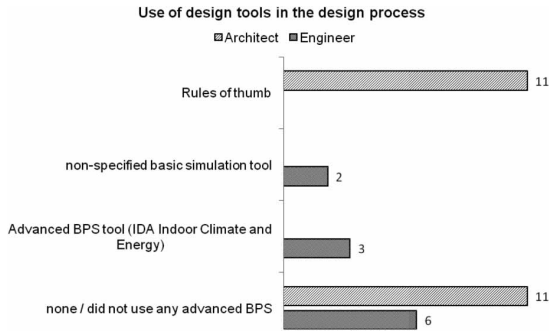 Use of design tools in the design process
Architect Engineer
Rules of thumb
11
non-specified basic simulation tool
2
Advanced BPS tool (IDA Indoor Climate and
Energy)
3
none / did not use any advanced BPS
11
6